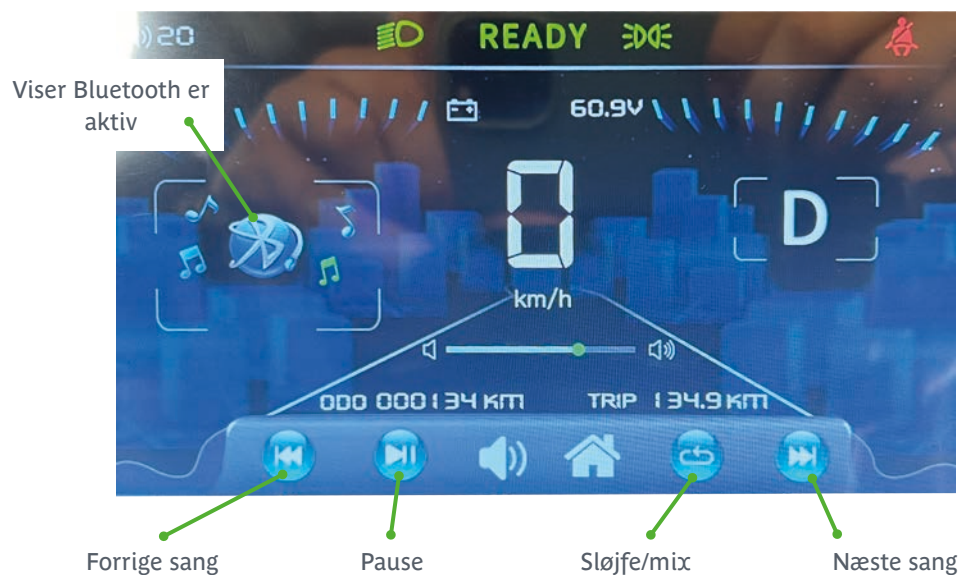 20
READY
Viser Bluetooth er
aktiv
60.9V
0
D
km/h
ODO 000134 KM
TRIP 134.9 KM
Forrige sang
Pause
Sløjfe/mix
Næste sang